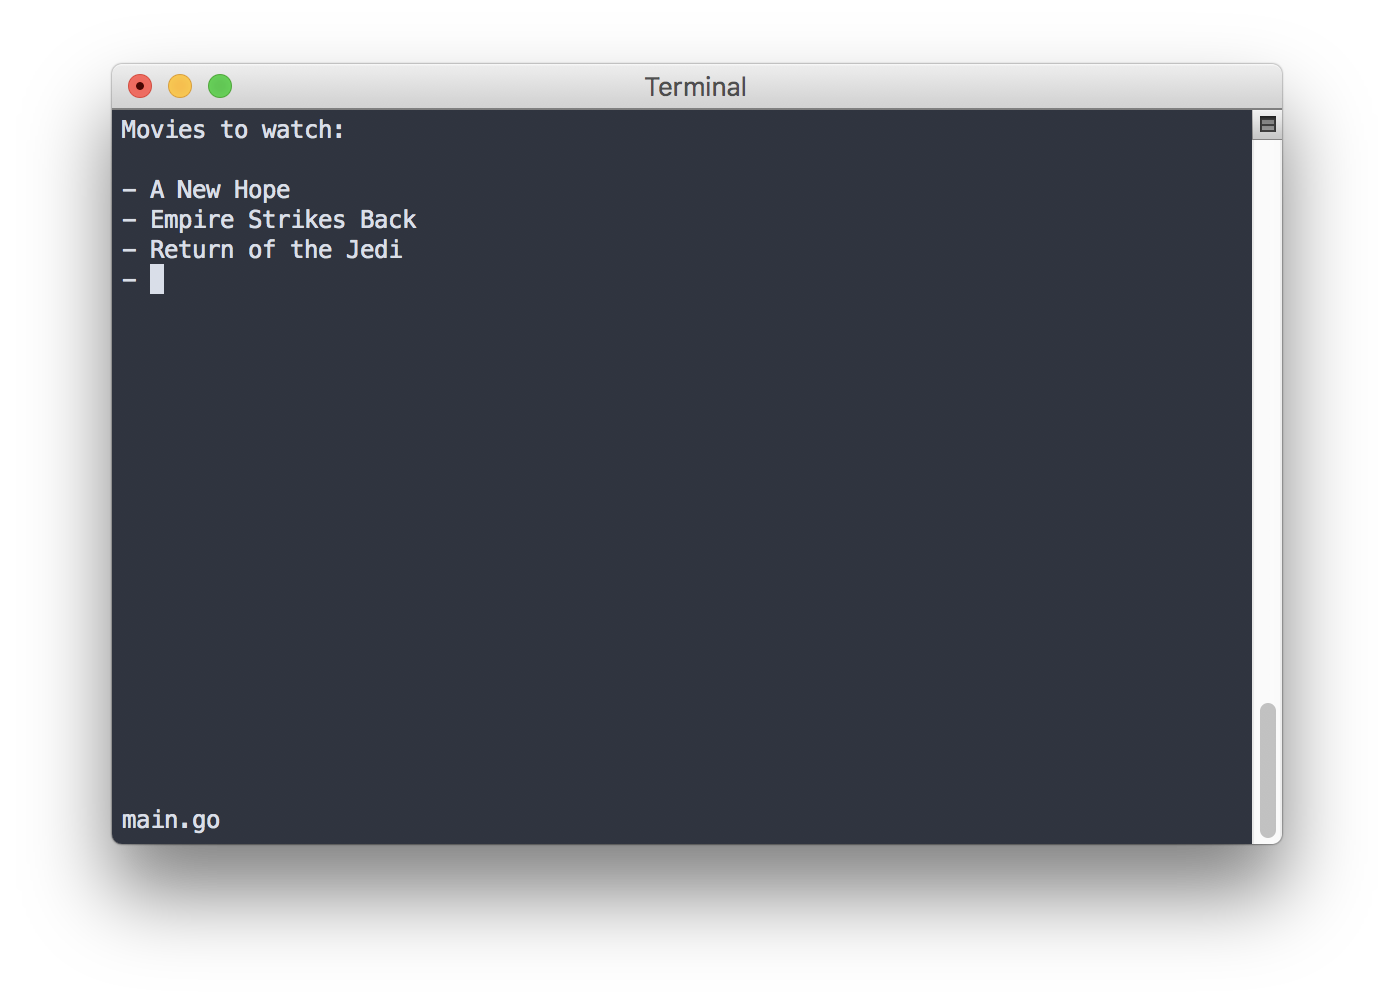 Terminal
Movies to watch:
- A New Hope
- Empire Strikes Back
- Return of the Jedi
-
main.go